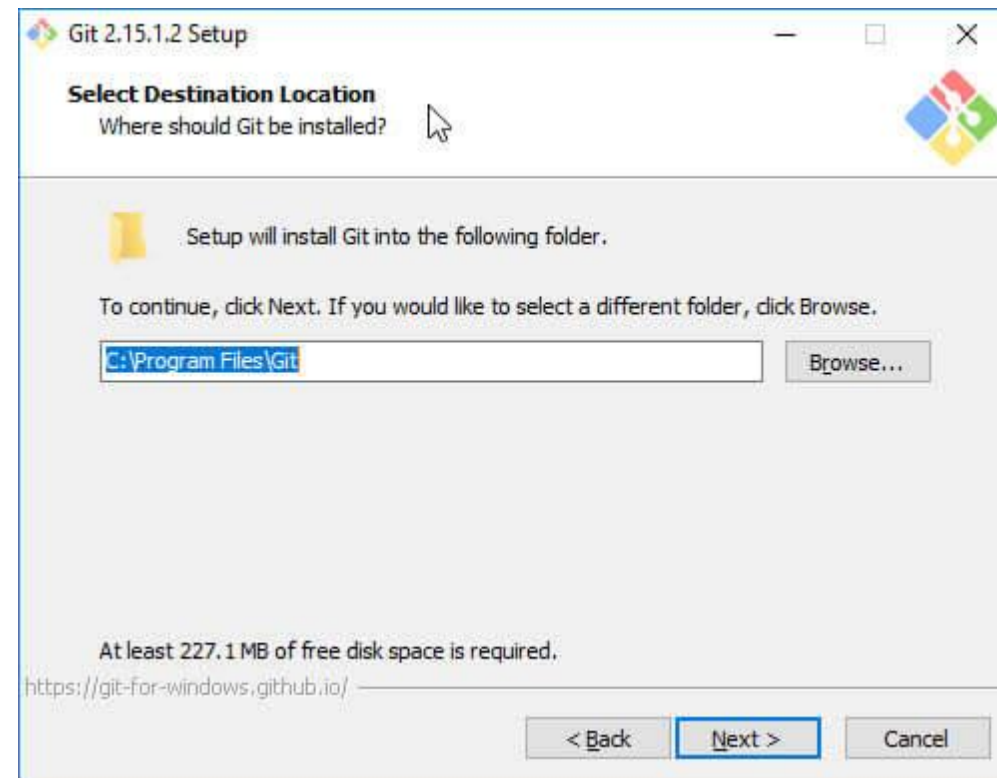 Git 2.15.1.2 Setup
Select Destination Location
Where should Git be installed?
Setup will install Git into the following folder.
To continue, click Next. If you would like to select a different folder, click Browse.
C:\Program Files\Git
Browse...
At least 227.1 MB of free disk space is required.
https://git-for-windows.github.io/
< Back Next > Cancel